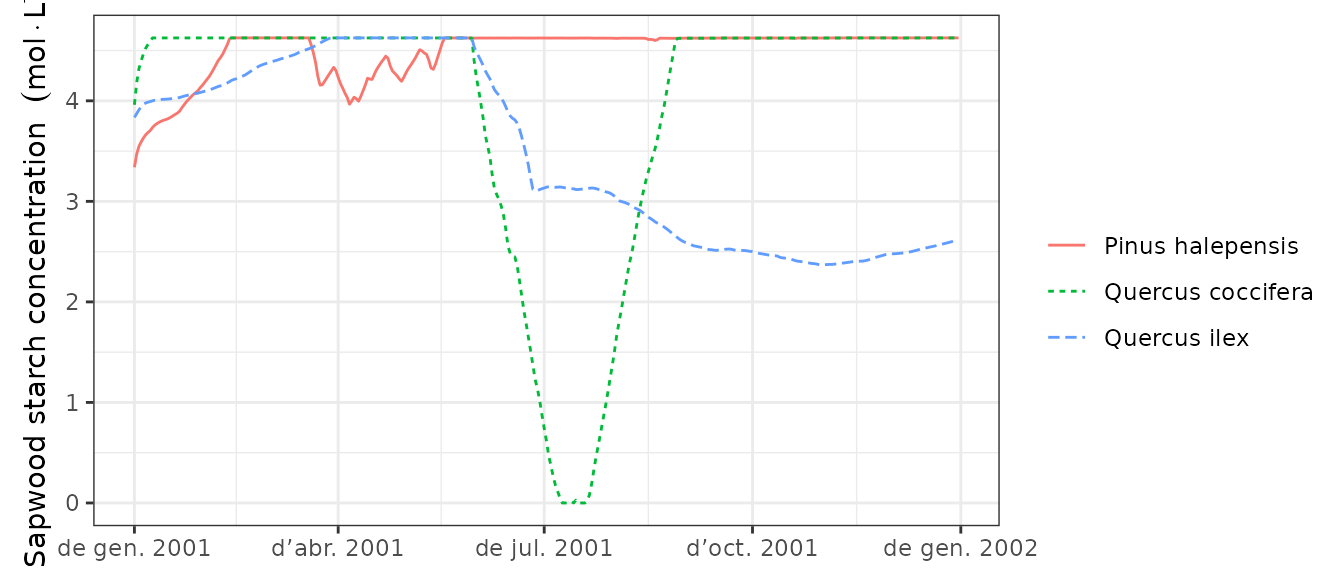 Sapwood starch concentration (mol·L
4
3
2
1
0
de gen. 2001
d’abr. 2001
de jul. 2001
d’oct. 2001
de gen. 2002
Pinus halepensis
Quercus coccifera
Quercus ilex